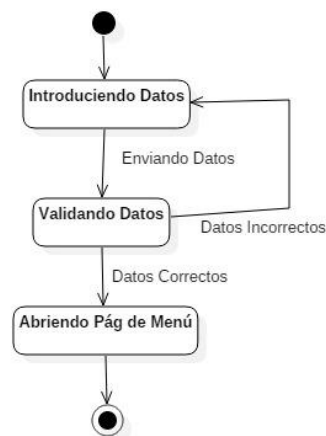 Introduciendo Datos
Enviando Datos
Validando Datos
Datos Incorrectos
Datos Correctos
Abriendo Pág de Menú